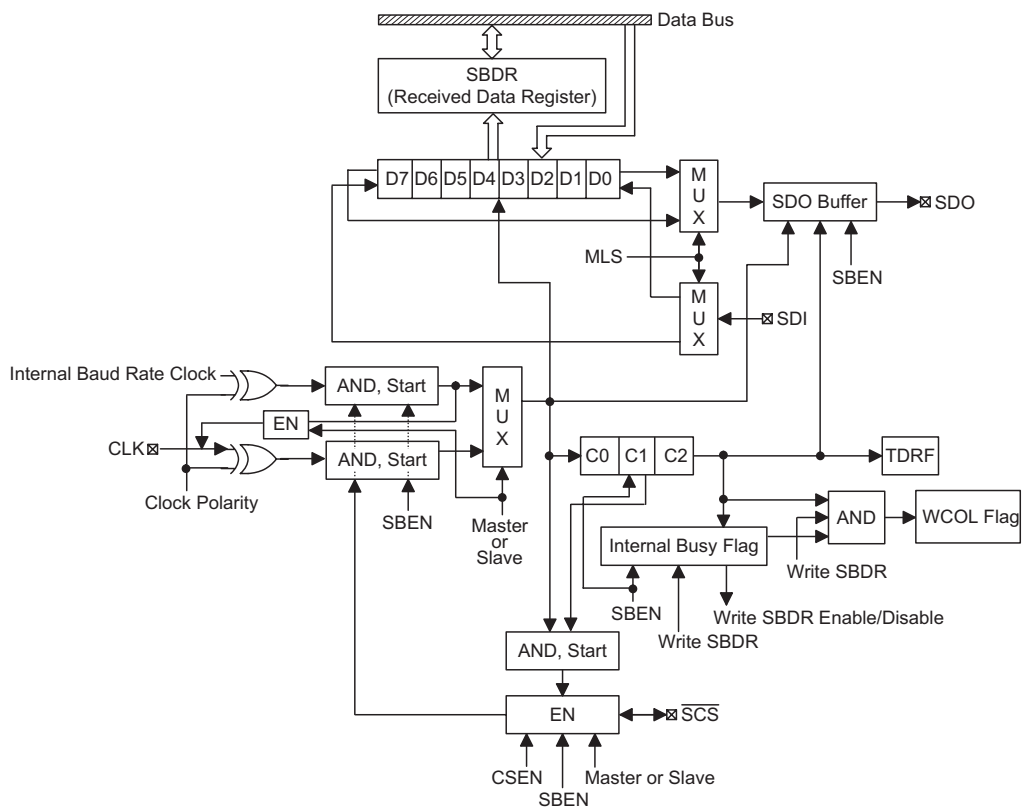 Data Bus
SBDR
(Received Data Register)
D7 D6 D5 D4 D3 D2 D1 D0
MUX
SDO Buffer
SDO
MLS
SBEN
MUX
SDI
Internal Baud Rate Clock
AND, Start
MUX
EN
CLK
AND, Start
C0 C1 C2
TDRF
Clock Polarity
SBEN
Master
or
Slave
AND
WCOL Flag
Internal Busy Flag
Write SBDR
SBEN
Write SBDR Enable/Disable
Write SBDR
AND, Start
EN
SCS
CSEN
Master or Slave
SBEN